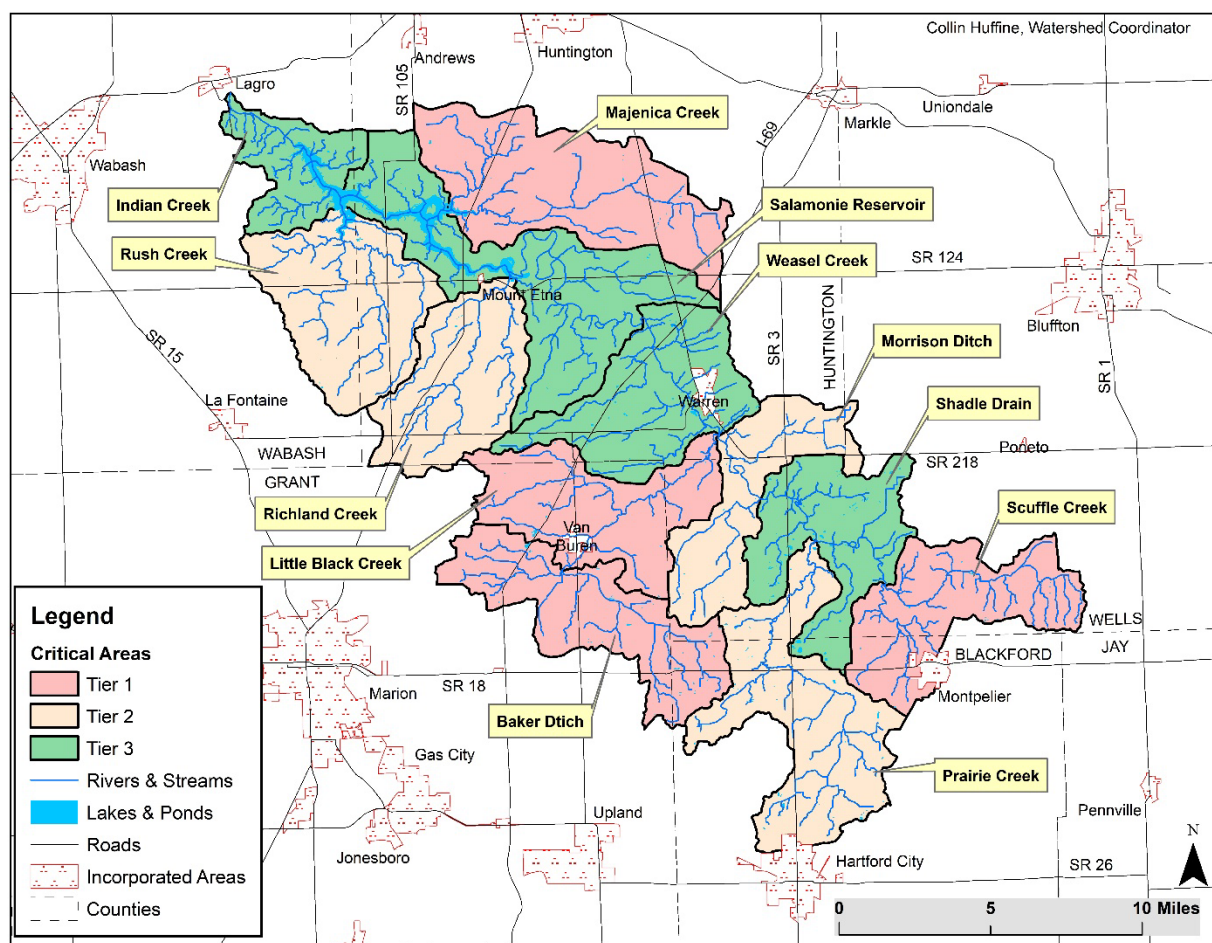 Collin Huffine, Watershed Coordinator
Andrews
Huntington
Lagro
SR 105
Majenica Creek
I-69
Uniondale
Markle
Wabash
Indian Creek
Salamonie Reservoir
Rush Creek
Weasel Creek
SR 124
Mount Etna
HUNTINGTON
Bluffton
SR 15
SR 3
SR 1
Morrison Ditch
La Fontaine
Warren
Shadle Drain
WABASH
GRANT
Poneto
SR 218
Richland Creek
Scuffle Creek
Van
Buren
Little Black Creek
WELLS
JAY
BLACKFORD
Montpelier
SR 18
Marion
Baker Dtich
Gas City
Prairie Creek
Upland
Pennville
Jonesboro
Hartford City
SR 26
N
0 5 10 Miles
Legend
Critical Areas
Tier 1
Tier 2
Tier 3
Rivers & Streams
Lakes & Ponds
Roads
Incorporated Areas
Counties